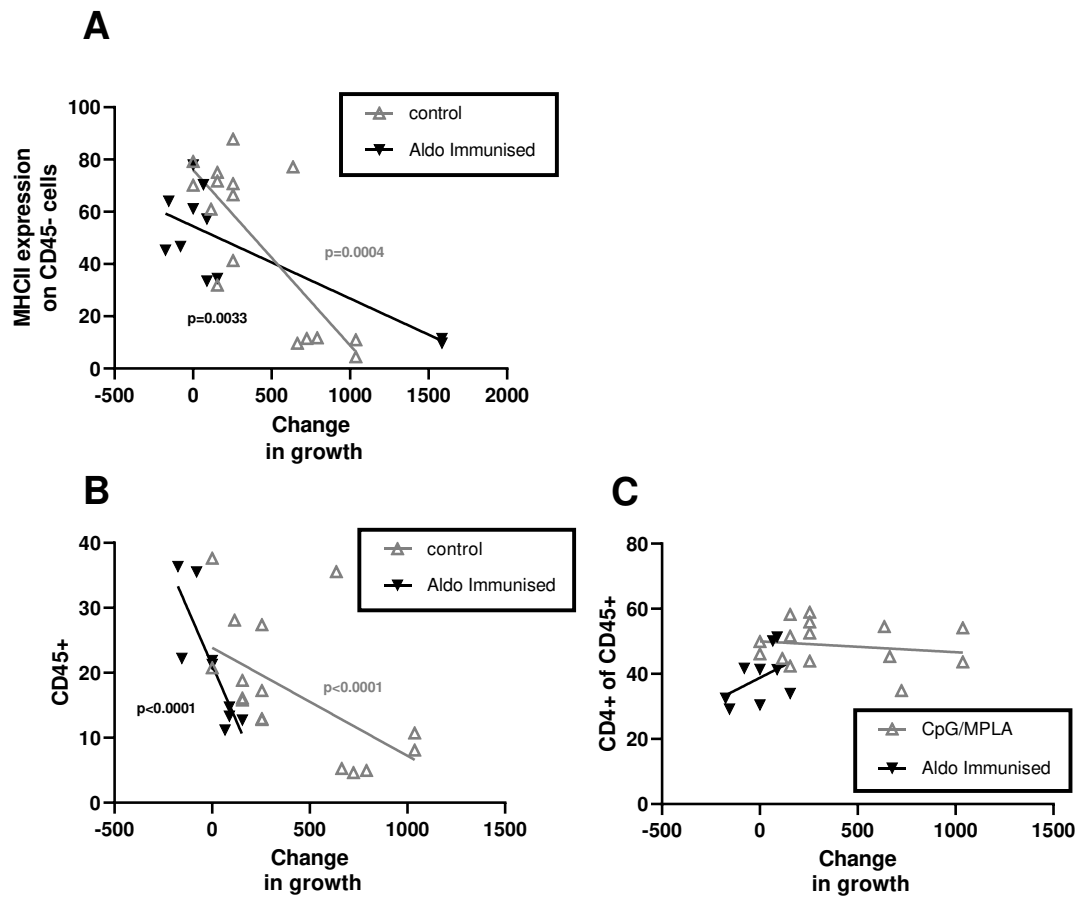 A
MHCII expression
on CD45- cells
100
80
60
40
20
0
control
Aldo Immunised
p=0.0004
p=0.0033
-500 0 500 1000 1500 2000
Change
in growth
B
CD45+
40
30
20
10
0
control
Aldo Immunised
p<0.0001
p<0.0001
-500 0 500 1000 1500
Change
in growth
C
CD4+ of CD45+
80
60
40
20
0
CpG/MPLA
Aldo Immunised
-500 0 500 1000 1500
Change
in growth